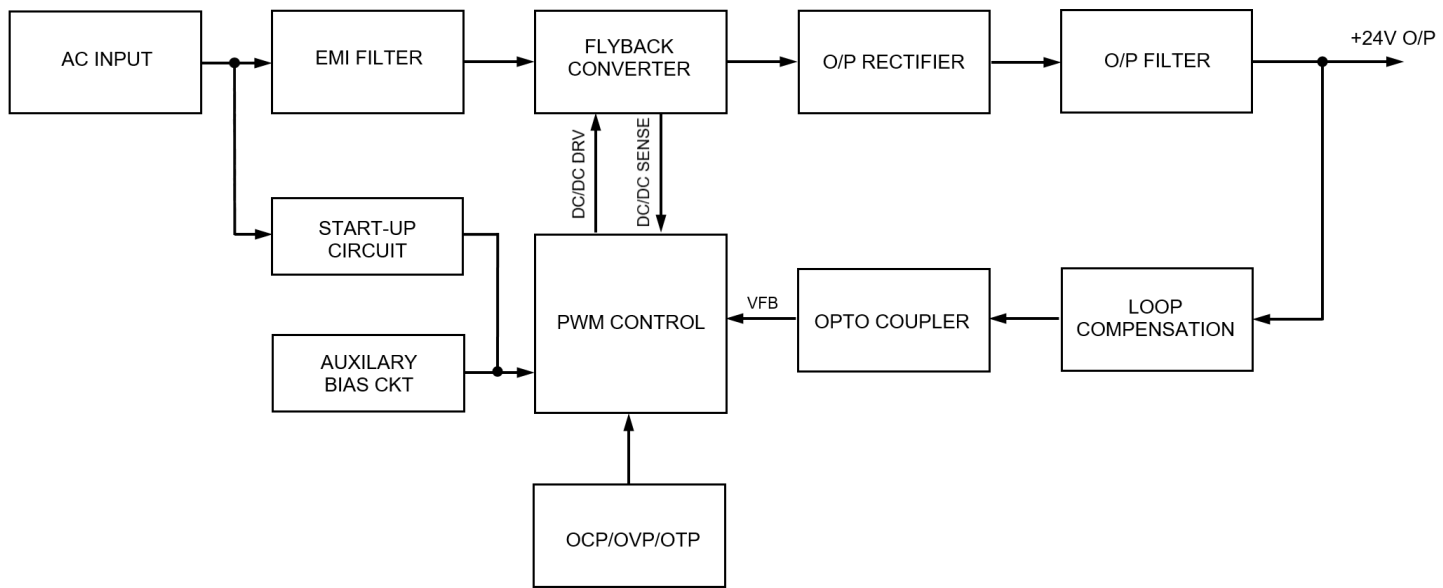 AC INPUT
EMI FILTER
FLYBACK
CONVERTER
O/P RECTIFIER
O/P FILTER
+24V O/P
DC/DC DRV
DC/DC SENSE
START-UP
CIRCUIT
PWM CONTROL
VFB
OPTO COUPLER
LOOP
COMPENSATION
AUXILARY
BIAS CKT
OCP/OVP/OTP